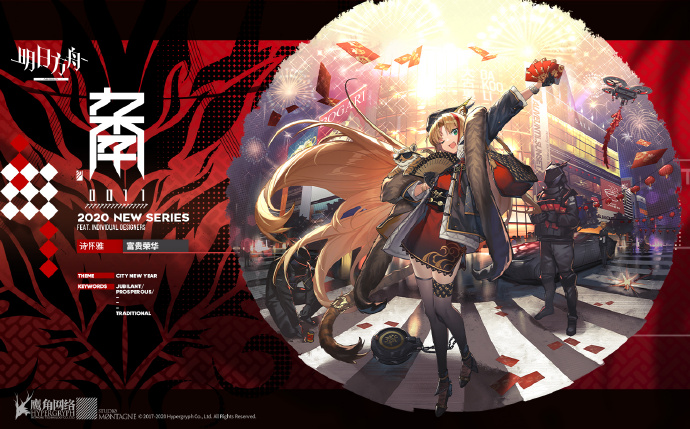 明日方舟
0011
2020 NEW SERIES
FEAT. INDIVIDUAL DESIGNERS
诗怀雅 富贵荣华
THEME CITY NEW YEAR
KEYWORDS JUBILANT/
PROSPEROUS/
TRADITIONAL
鹰角网络
HYPERGRYPH
STUDIO
MONTAGNE
© 2017-2020 Hypergryph Co., Ltd. All Rights Reserved.